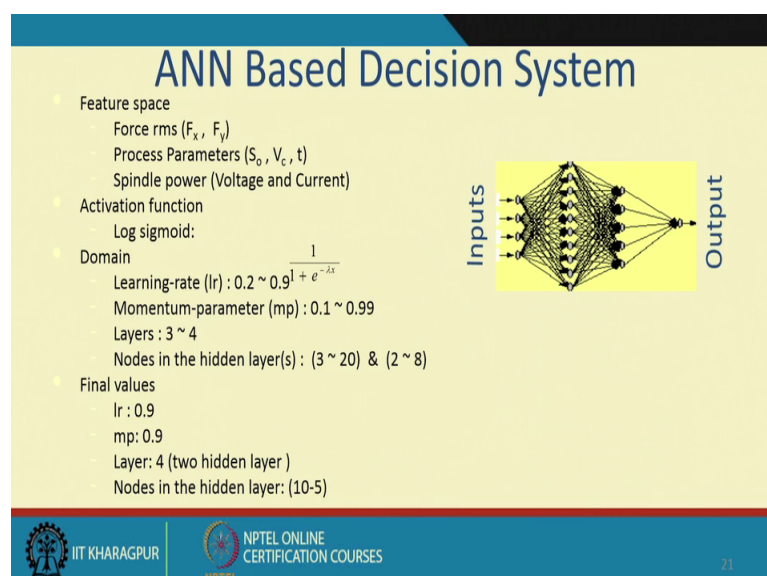 ANN Based Decision System
Feature space
Force rms (Fx , Fy)
Process Parameters (So , Vc , t)
Spindle power (Voltage and Current)
Activation function
Log sigmoid:
1
1 + e^-λx
Domain
Learning-rate (lr) : 0.2 ~ 0.9
Momentum-parameter (mp) : 0.1 ~ 0.99
Layers : 3 ~ 4
Nodes in the hidden layer(s) : (3 ~ 20) & (2 ~ 8)
Final values
lr : 0.9
mp: 0.9
Layer: 4 (two hidden layer )
Nodes in the hidden layer: (10-5)
Inputs
Output
IIT KHARAGPUR
NPTEL ONLINE
CERTIFICATION COURSES
NPTEL
21